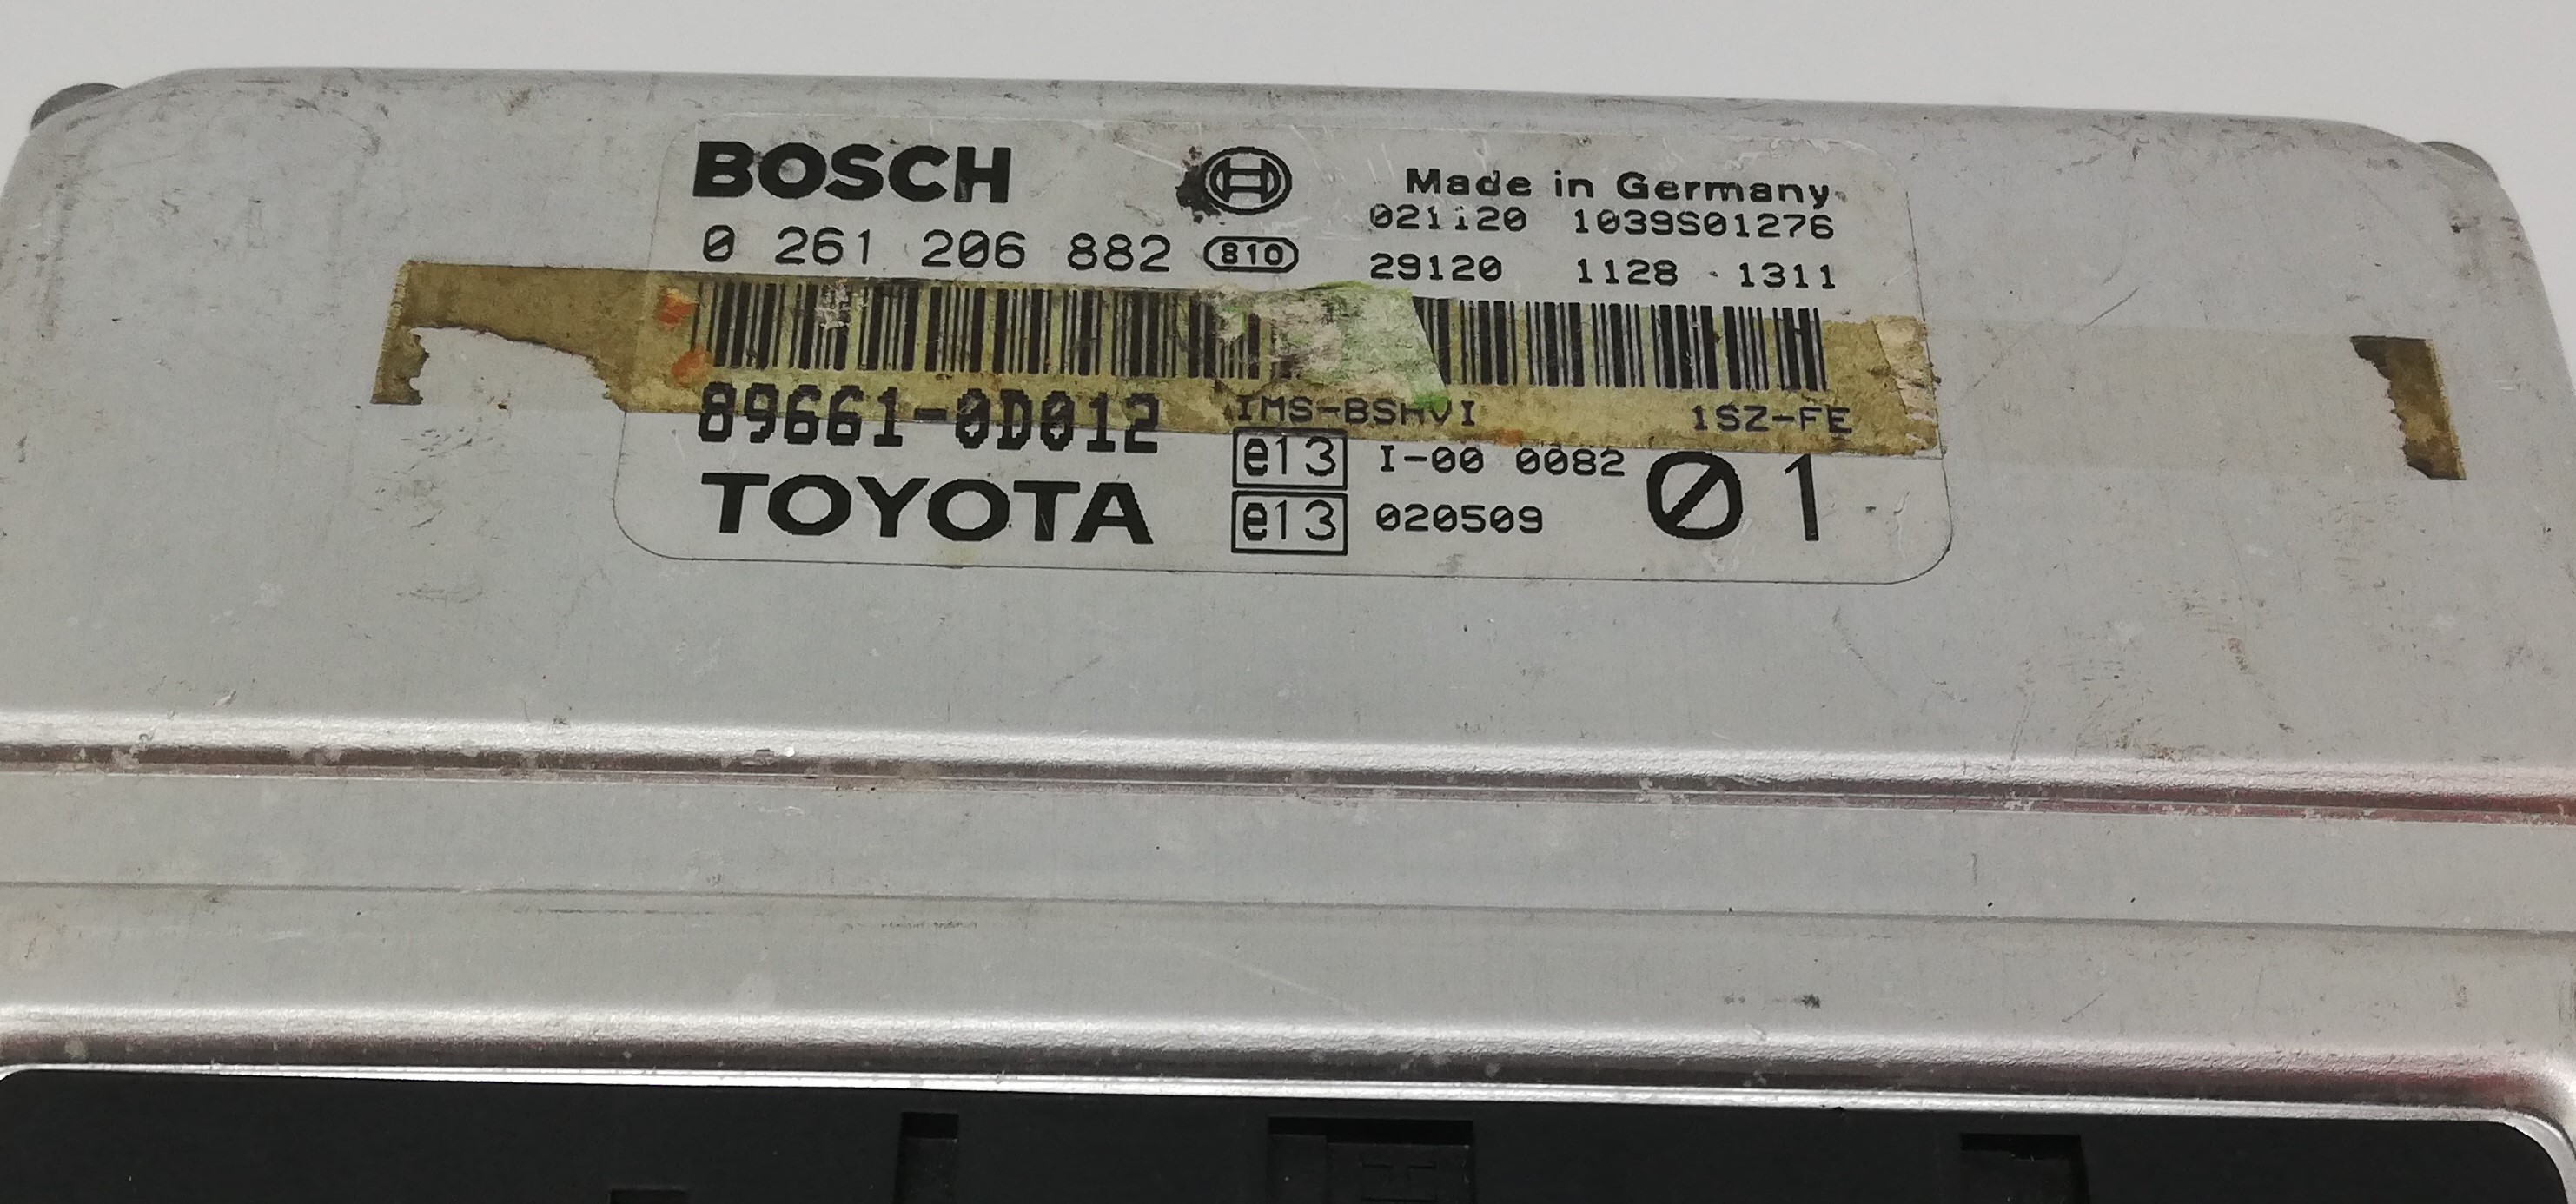 BOSCH
Made in Germany
021120 1039S01276
0 261 206 882 810
29120 1128 1311
89661-0D012
IMS-BSHVI 1SZ-FE
e13 I-00 0082
01
TOYOTA
e13 020509